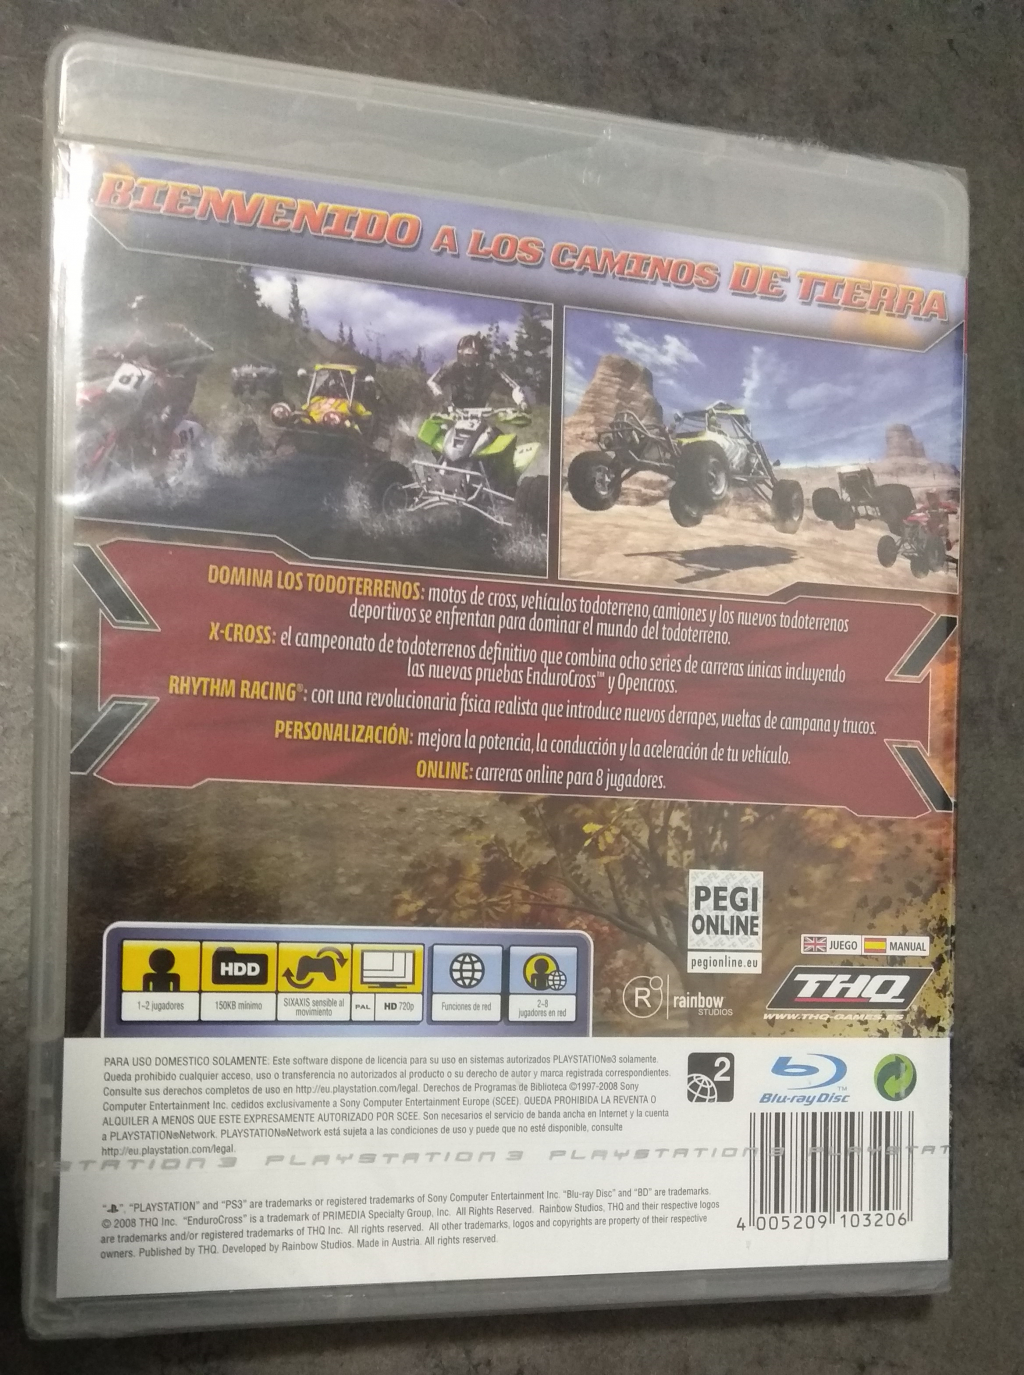 BIENVENIDO A LOS CAMINOS DE TIERRA
81
81
DOMINA LOS TODOTERRENOS: motos de cross, vehículos todoterreno, camiones y los nuevos todoterrenos
deportivos se enfrentan para dominar el mundo del todoterreno.
X-CROSS: el campeonato de todoterrenos definitivo que combina ocho series de carreras únicas incluyendo
las nuevas pruebas EnduroCross™ y Opencross.
RHYTHM RACING®: con una revolucionaria física realista que introduce nuevos derrapes, vueltas de campana y trucos.
PERSONALIZACIÓN: mejora la potencia, la conducción y la aceleración de tu vehículo.
ONLINE: carreras online para 8 jugadores.
PEGI
ONLINE
pegionline.eu
JUEGO MANUAL
HDD
1-2 jugadores
150KB mínimo
SIXAXIS sensible al
movimiento
PAL HD 720p
Funciones de red
2-8
jugadores en red
R
rainbow
STUDIOS
THQ
WWW.THQ-GAMES.ES
PARA USO DOMESTICO SOLAMENTE: Este software dispone de licencia para su uso en sistemas autorizados PLAYSTATION®3 solamente.
Queda prohibido cualquier acceso, uso o transferencia no autorizados al producto o su derecho de autor y marca registrada correspondientes.
Consulte sus derechos completos de uso en http://eu.playstation.com/legal. Derechos de Programas de Biblioteca ©1997-2008 Sony
Computer Entertainment Inc. cedidos exclusivamente a Sony Computer Entertainment Europe (SCEE). QUEDA PROHIBIDA LA REVENTA O
ALQUILER A MENOS QUE ESTE EXPRESAMENTE AUTORIZADO POR SCEE. Son necesarios el servicio de banda ancha en Internet y la cuenta
a PLAYSTATION®Network. PLAYSTATION®Network está sujeta a las condiciones de uso y puede que no esté disponible, consulte
http://eu.playstation.com/legal.
2
Blu-ray Disc
TM
STATION 3 PLAYSTATION 3 PLAYSTATION 3 PLAYSTAT
"PLAYSTATION" and "PS3" are trademarks or registered trademarks of Sony Computer Entertainment Inc. "Blu-ray Disc" and "BD" are trademarks.
© 2008 THQ Inc. "EnduroCross" is a trademark of PRIMEDIA Specialty Group, Inc. All Rights Reserved. Rainbow Studios, THQ and their respective logos
are trademarks and/or registered trademarks of THQ Inc. All rights reserved. All other trademarks, logos and copyrights are property of their respective
owners. Published by THQ. Developed by Rainbow Studios. Made in Austria. All rights reserved.
4 005209 103206